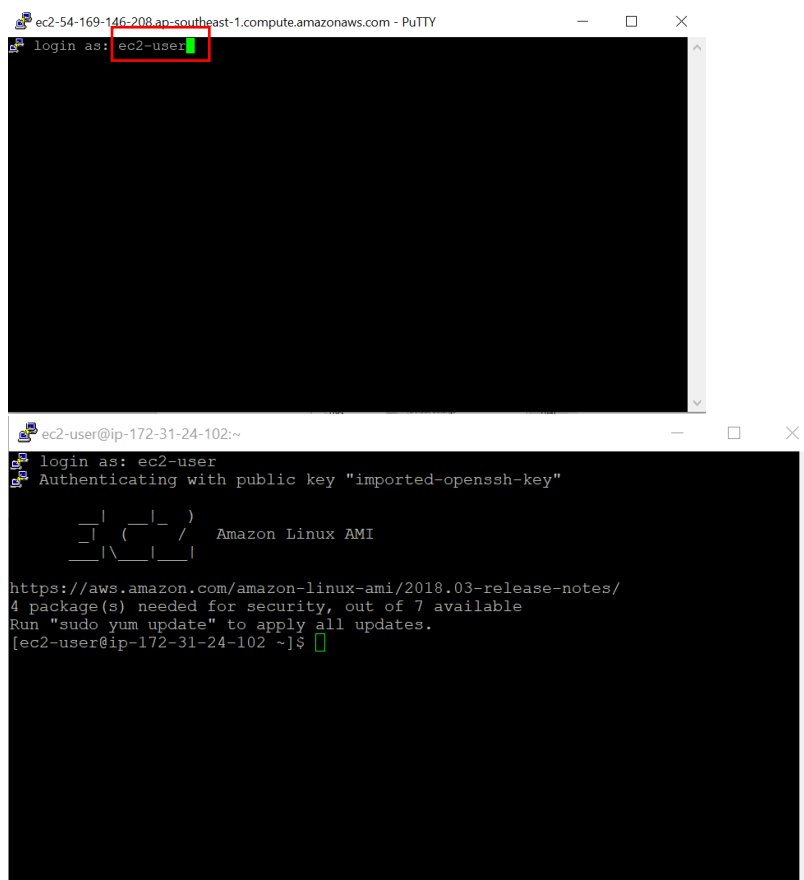 ec2-54-169-146-208.ap-southeast-1.compute.amazonaws.com - PuTTY
login as: ec2-user
ec2-user@ip-172-31-24-102:~
login as: ec2-user
Authenticating with public key "imported-openssh-key"
__|  __|_  )
_|  (     /   Amazon Linux AMI
___|\___|___|
https://aws.amazon.com/amazon-linux-ami/2018.03-release-notes/
4 package(s) needed for security, out of 7 available
Run "sudo yum update" to apply all updates.
[ec2-user@ip-172-31-24-102 ~]$